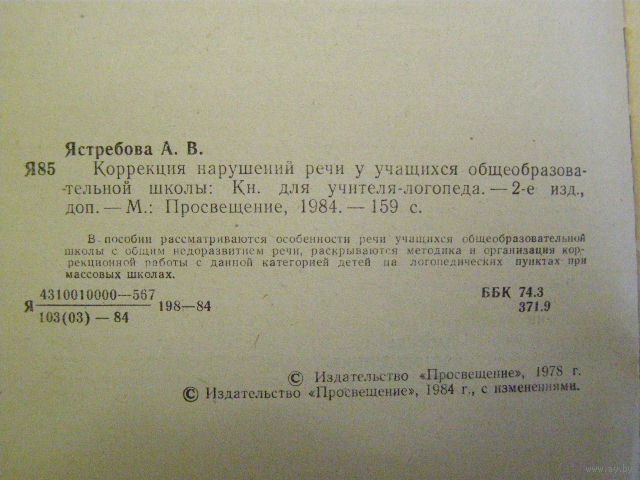 Ястребова А. В.
Я85 Коррекция нарушений речи у учащихся общеобразова-
-тельной школы: Кн. для учителя-логопеда. — 2-е изд.,
доп. — М.: Просвещение, 1984. — 159 с.
В пособии рассматриваются особенности речи учащихся общеобразовательной
школы с общим недоразвитием речи, раскрываются методика и организация кор-
рекционной работы с данной категорией детей на логопедических пунктах при
массовых школах.
4310010000—567
Я 198—84
103(03) — 84
ББК 74.3
371.9
© Издательство «Просвещение», 1978 г.
© Издательство «Просвещение», 1984 г., с изменениями.
www.ay.by